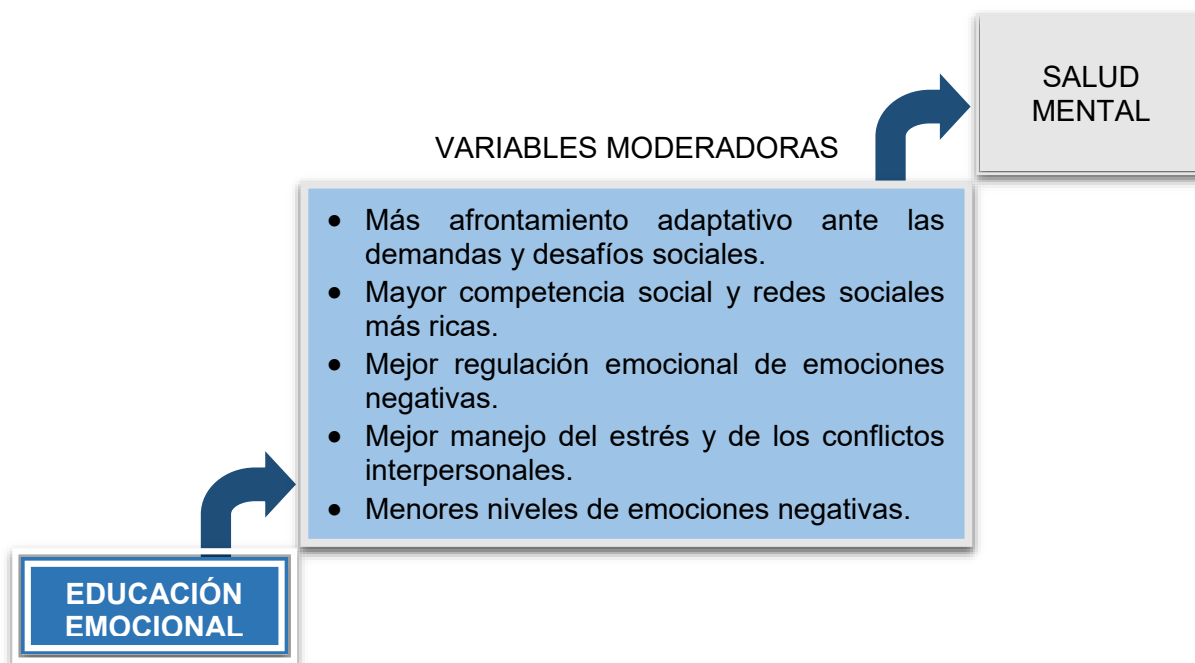 SALUD
MENTAL
VARIABLES MODERADORAS
• Más afrontamiento adaptativo ante las
demandas y desafíos sociales.
• Mayor competencia social y redes sociales
más ricas.
• Mejor regulación emocional de emociones
negativas.
• Mejor manejo del estrés y de los conflictos
interpersonales.
• Menores niveles de emociones negativas.
EDUCACIÓN
EMOCIONAL